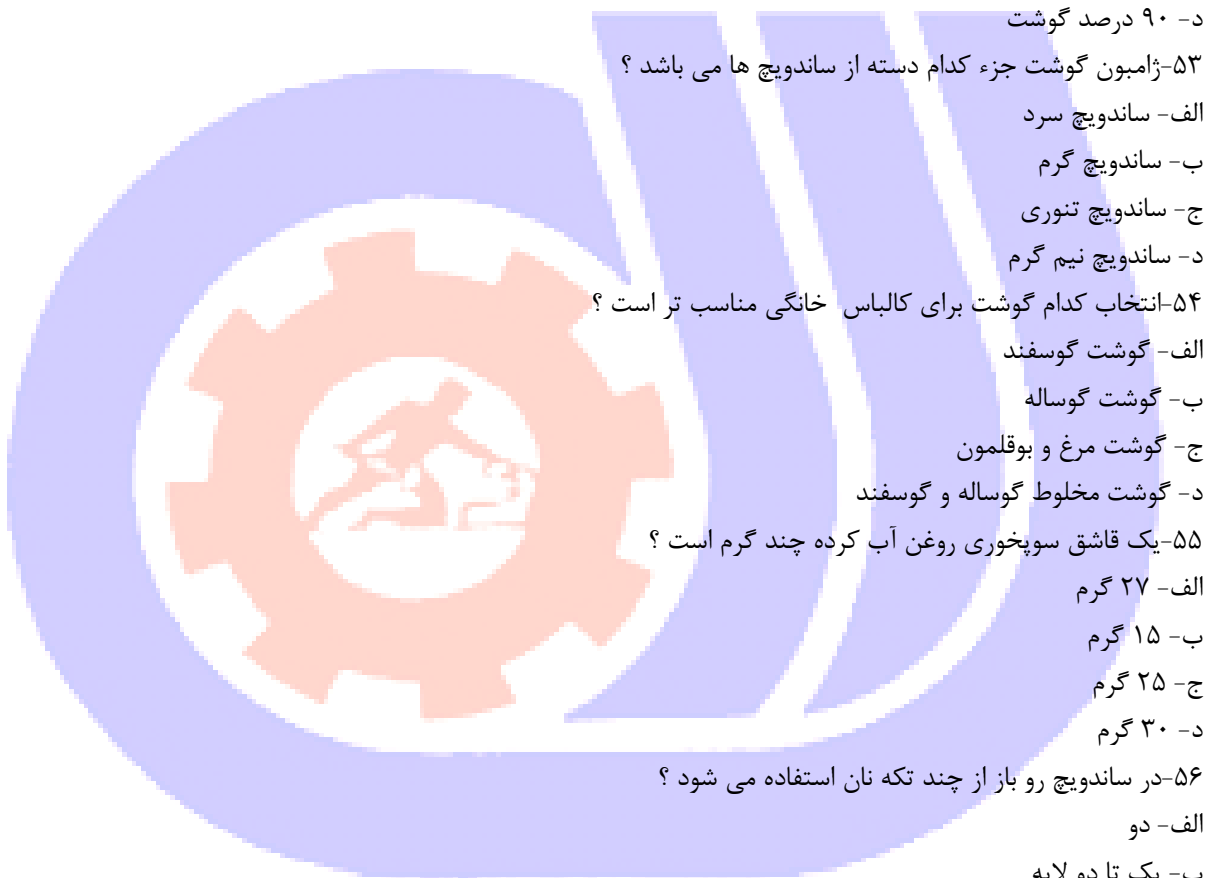 د- ۹۰ درصد گوشت
۵۳-ژامبون گوشت جزء کدام دسته از ساندویچ ها می باشد ؟
الف- ساندویچ سرد
ب- ساندویچ گرم
ج- ساندویچ تنوری
د- ساندویچ نیم گرم
۵۴-انتخاب کدام گوشت برای کالباس خانگی مناسب تر است ؟
الف- گوشت گوسفند
ب- گوشت گوساله
ج- گوشت مرغ و بوقلمون
د- گوشت مخلوط گوساله و گوسفند
۵۵-یک قاشق سوپخوری روغن آب کرده چند گرم است ؟
الف- ۲۷ گرم
ب- ۱۵ گرم
ج- ۲۵ گرم
د- ۳۰ گرم
۵۶-در ساندویچ رو باز از چند تکه نان استفاده می شود ؟
الف- دو
ب- یک تا دو لایه